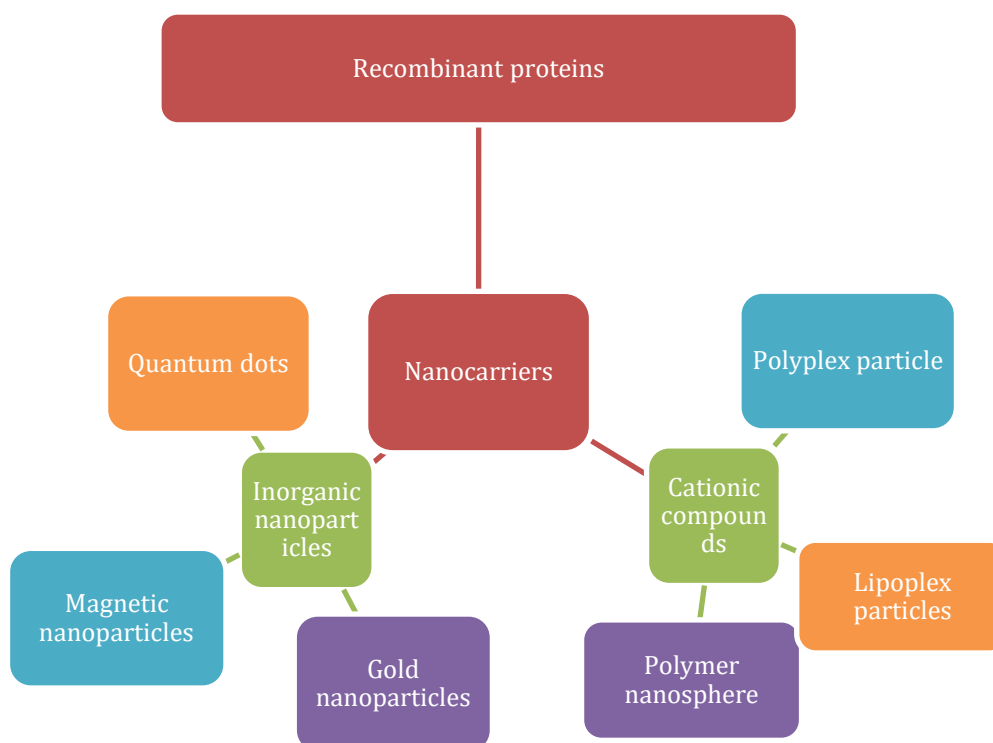 Recombinant proteins
Quantum dots
Nanocarriers
Polyplex particle
Inorganic
nanopart
icles
Cationic
compoun
ds
Magnetic
nanoparticles
Gold
nanoparticles
Polymer
nanosphere
Lipoplex
particles